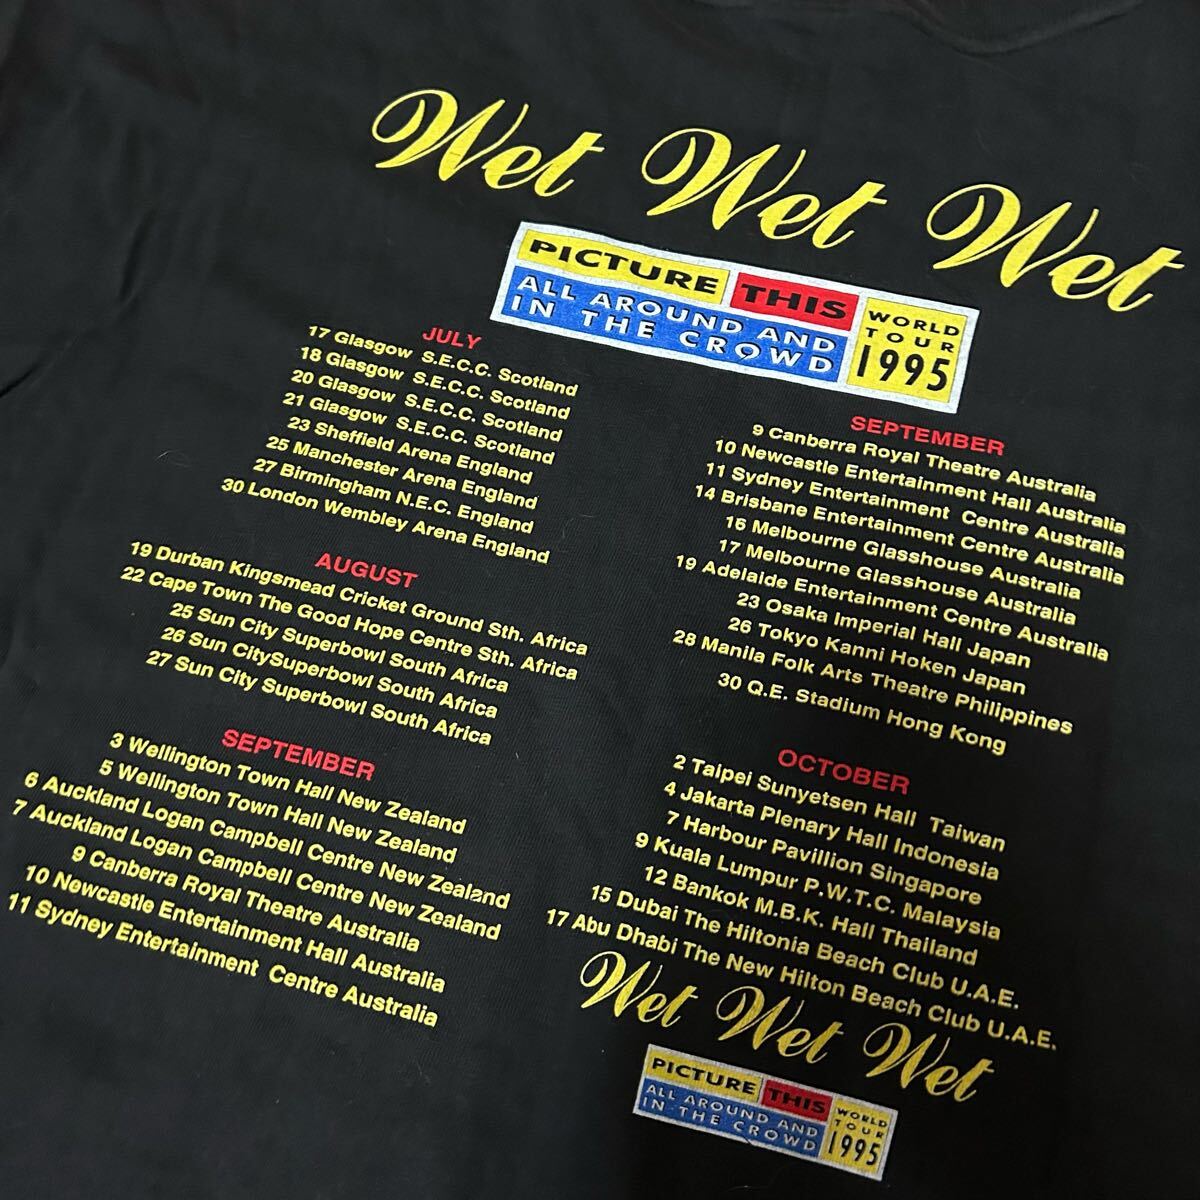 Wet Wet Wet
PICTURE THIS
ALL AROUND AND
IN THE CROWD
WORLD
TOUR
1995
JULY
17 Glasgow S.E.C.C. Scotland
18 Glasgow S.E.C.C. Scotland
20 Glasgow S.E.C.C. Scotland
21 Glasgow S.E.C.C. Scotland
23 Sheffield Arena England
25 Manchester Arena England
27 Birmingham N.E.C. England
30 London Wembley Arena England
AUGUST
19 Durban Kingsmead Cricket Ground Sth. Africa
22 Cape Town The Good Hope Centre Sth. Africa
25 Sun City Superbowl South Africa
26 Sun CitySuperbowl South Africa
27 Sun City Superbowl South Africa
SEPTEMBER
3 Wellington Town Hall New Zealand
5 Wellington Town Hall New Zealand
6 Auckland Logan Campbell Centre New Zealand
7 Auckland Logan Campbell Centre New Zealand
9 Canberra Royal Theatre Australia
10 Newcastle Entertainment Hall Australia
11 Sydney Entertainment Centre Australia
SEPTEMBER
9 Canberra Royal Theatre Australia
10 Newcastle Entertainment Hall Australia
11 Sydney Entertainment Centre Australia
14 Brisbane Entertainment Centre Australia
16 Melbourne Glasshouse Australia
17 Melbourne Glasshouse Australia
19 Adelaide Entertainment Centre Australia
23 Osaka Imperial Hall Japan
26 Tokyo Kanni Hoken Japan
28 Manila Folk Arts Theatre Philippines
30 Q.E. Stadium Hong Kong
OCTOBER
2 Taipei Sunyetsen Hall Taiwan
4 Jakarta Plenary Hall Indonesia
7 Harbour Pavillion Singapore
9 Kuala Lumpur P.W.T.C. Malaysia
12 Bankok M.B.K. Hall Thailand
15 Dubai The Hiltonia Beach Club U.A.E.
17 Abu Dhabi The New Hilton Beach Club U.A.E.
Wet Wet Wet
PICTURE THIS
ALL AROUND AND
IN THE CROWD
WORLD
TOUR
1995